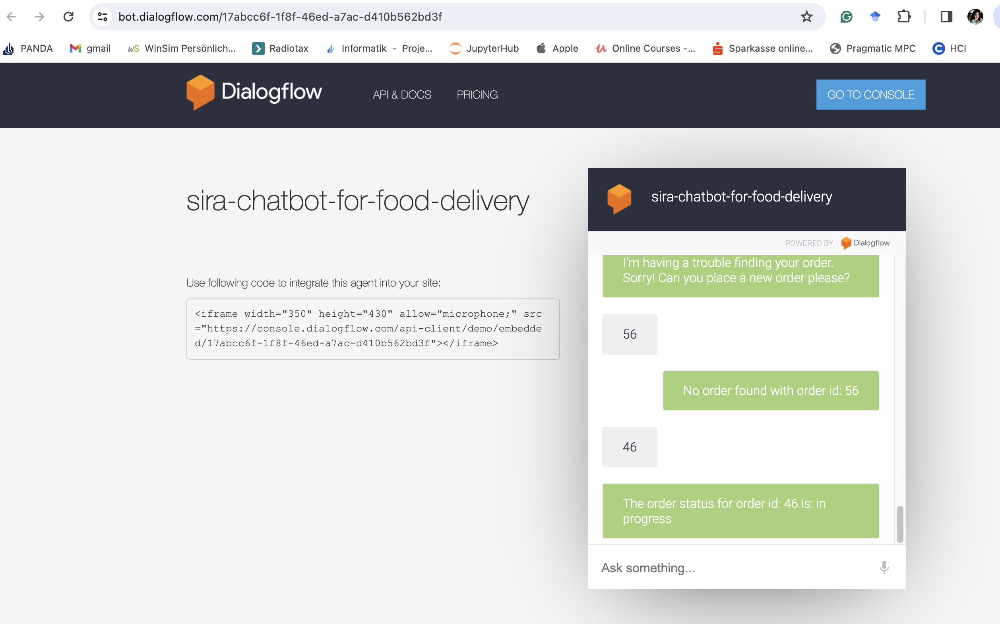 bot.dialogflow.com/17abcc6f-1f8f-46ed-a7ac-d410b562bd3f
PANDA gmail WinSim Persönlich... Radiotax Informatik - Proje... JupyterHub Apple Online Courses -... Sparkasse online... Pragmatic MPC HCI
Dialogflow API & DOCS PRICING GO TO CONSOLE
sira-chatbot-for-food-delivery
Use following code to integrate this agent into your site:
<iframe width="350" height="430" allow="microphone;" src
="https://console.dialogflow.com/api-client/demo/embedde
d/17abcc6f-1f8f-46ed-a7ac-d410b562bd3f"></iframe>
sira-chatbot-for-food-delivery
POWERED BY Dialogflow
I'm having a trouble finding your order.
Sorry! Can you place a new order please?
56
No order found with order id: 56
46
The order status for order id: 46 is: in
progress
Ask something...